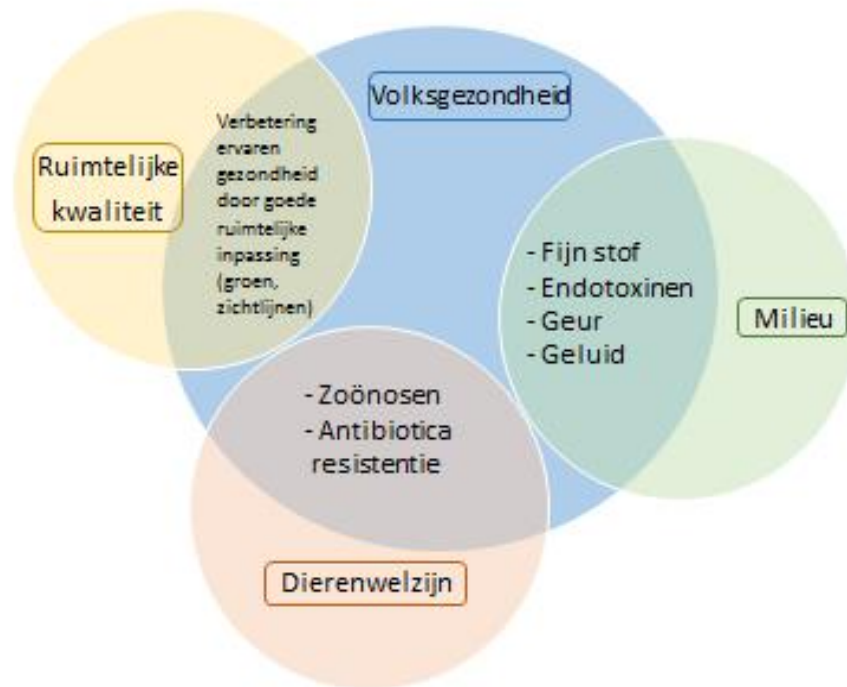 Volksgezondheid
Verbetering
ervaren
gezondheid
door goede
ruimtelijke
inpassing
(groen,
zichtlijnen)
Ruimtelijke
kwaliteit
- Fijn stof
- Endotoxinen
- Geur
- Geluid
Milieu
- Zoönosen
- Antibiotica
resistentie
Dierenwelzijn